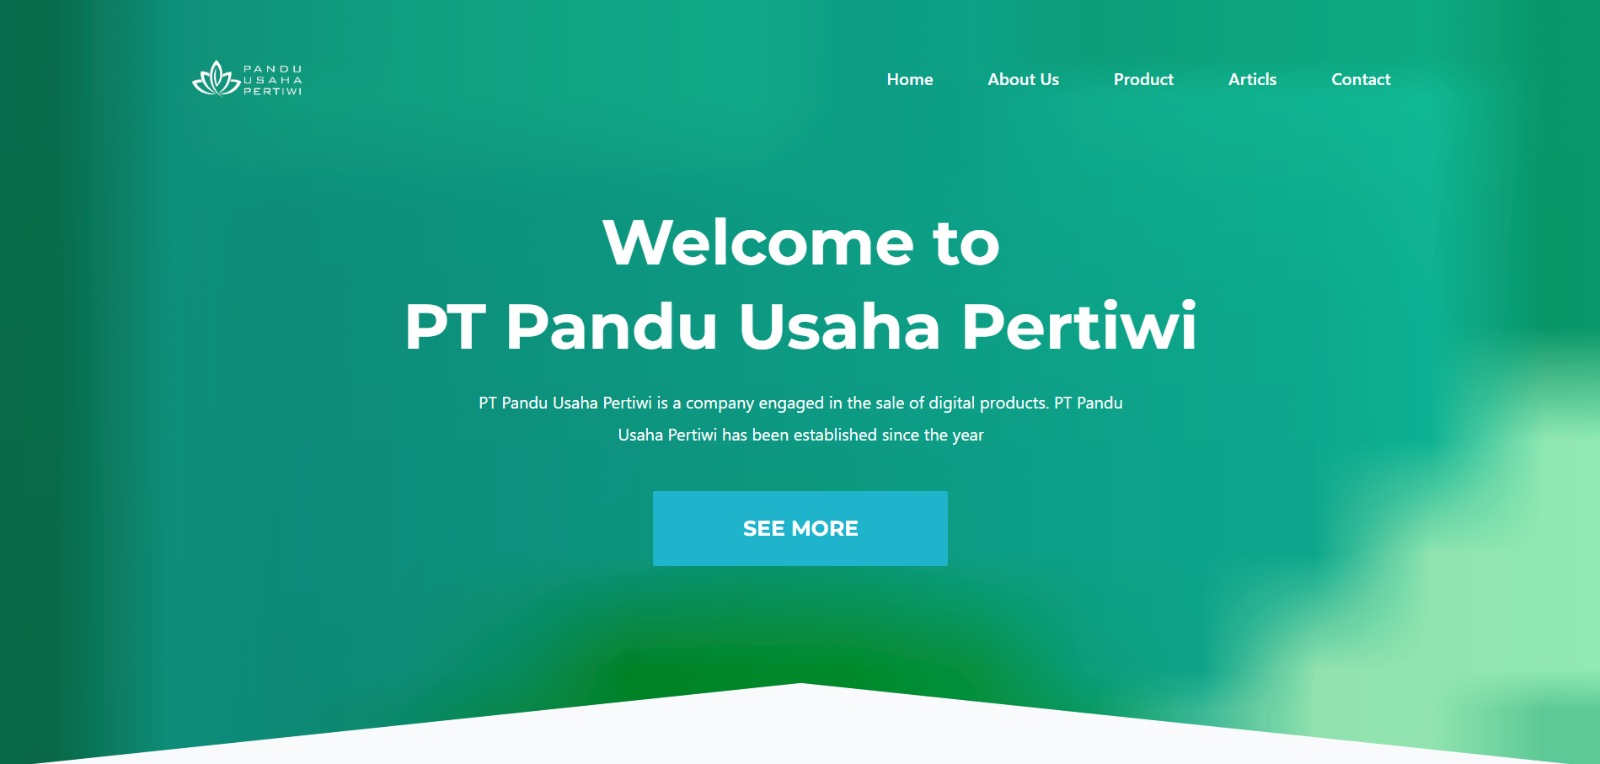 PANDU
USAHA
PERTIWI
Home About Us Product Articls Contact
Welcome to
PT Pandu Usaha Pertiwi
PT Pandu Usaha Pertiwi is a company engaged in the sale of digital products. PT Pandu
Usaha Pertiwi has been established since the year
SEE MORE